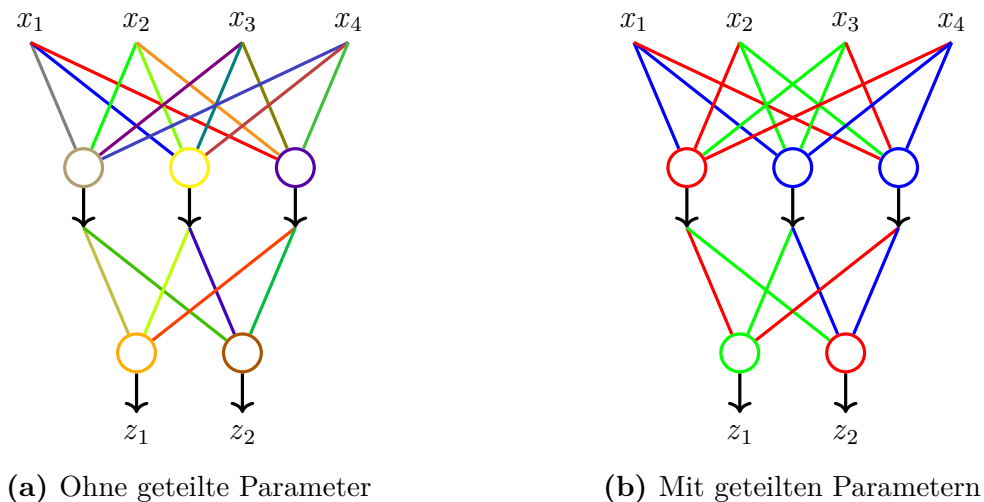 x₁ x₂ x₃ x₄ x₁ x₂ x₃ x₄
z₁ z₂ z₁ z₂
(a) Ohne geteilte Parameter (b) Mit geteilten Parametern